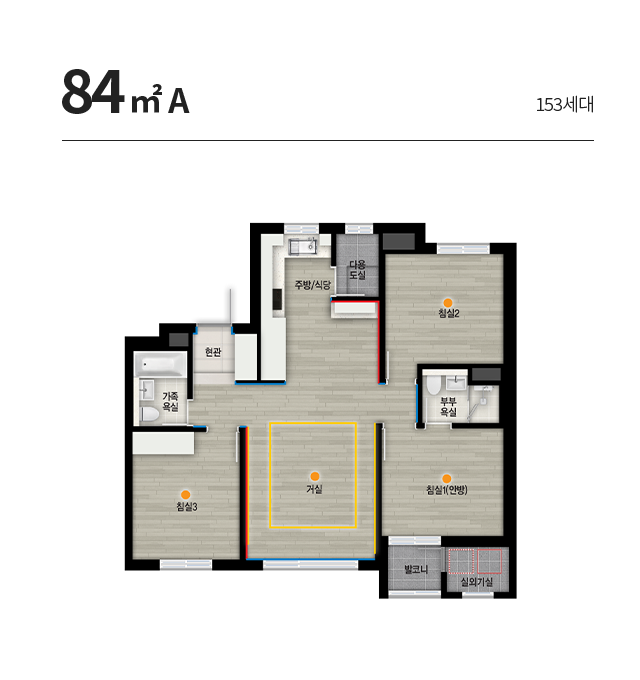 84㎡ A
153세대
다용
도실
주방/식당
침실2
현관
가족
욕실
부부
욕실
거실
침실1(안방)
침실3
발코니
실외기실